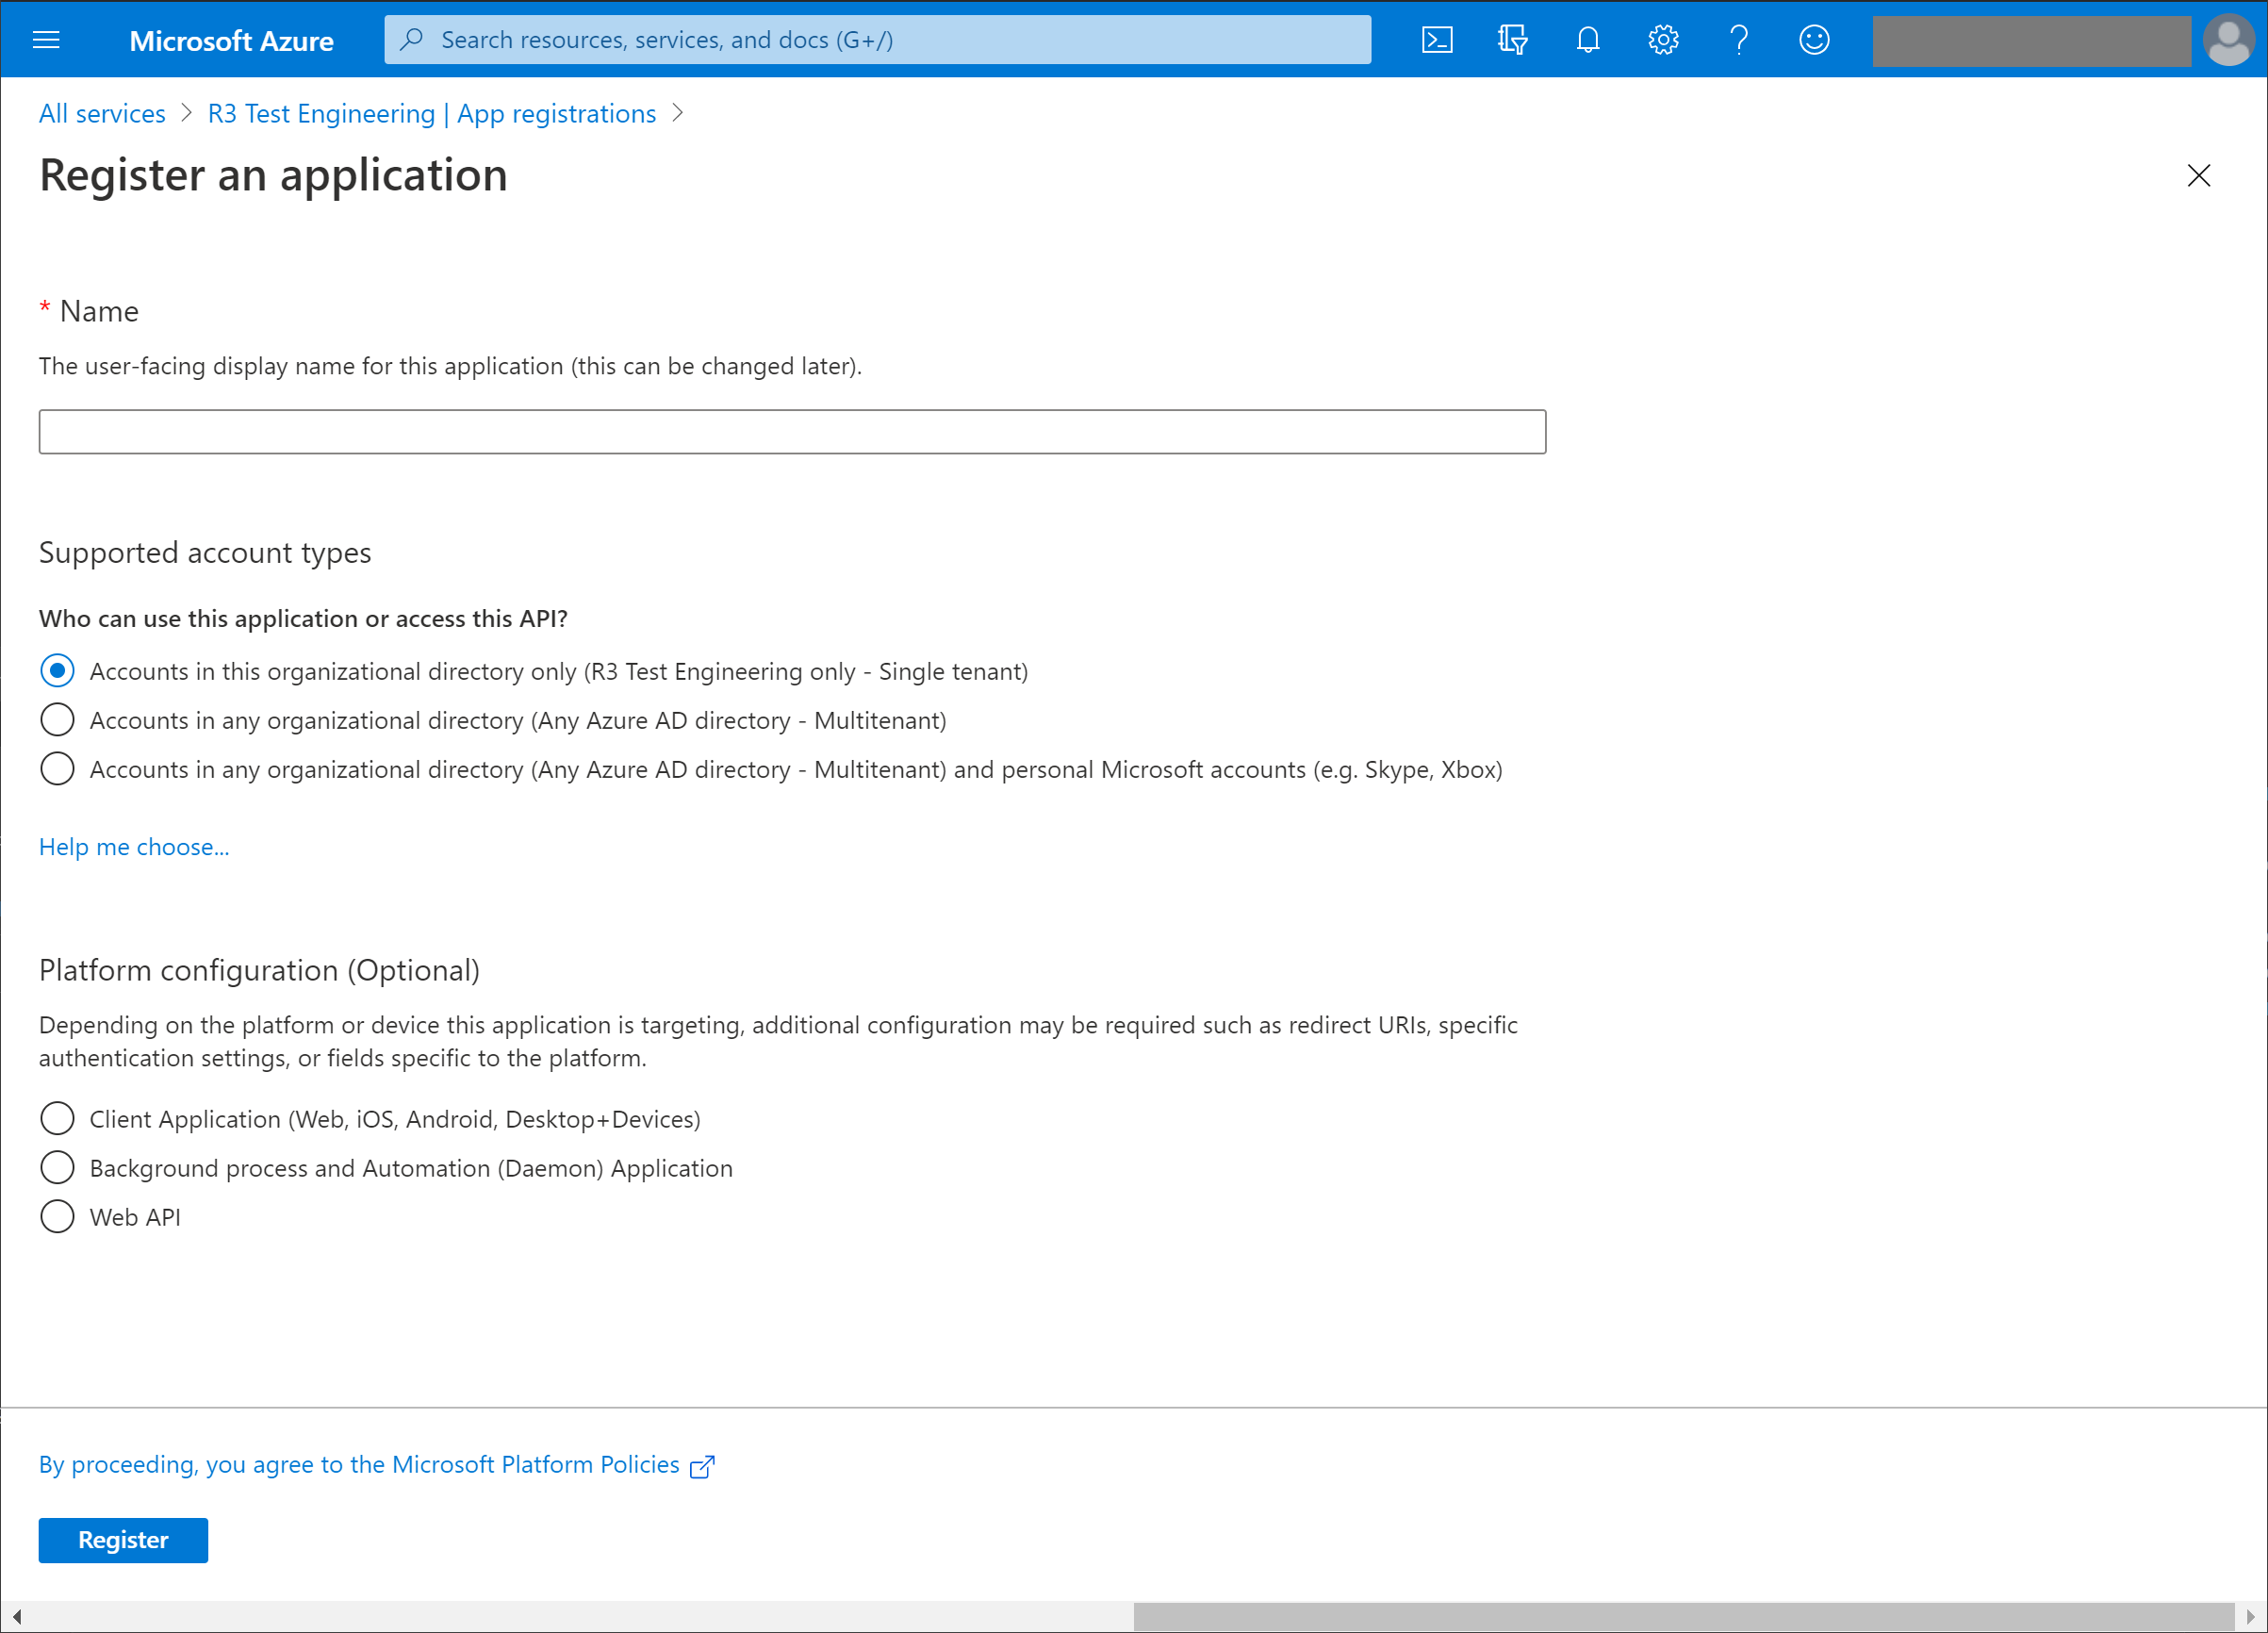 Microsoft Azure
Search resources, services, and docs (G+/)
All services > R3 Test Engineering | App registrations >
Register an application
* Name
The user-facing display name for this application (this can be changed later).
Supported account types
Who can use this application or access this API?
Accounts in this organizational directory only (R3 Test Engineering only - Single tenant)
Accounts in any organizational directory (Any Azure AD directory - Multitenant)
Accounts in any organizational directory (Any Azure AD directory - Multitenant) and personal Microsoft accounts (e.g. Skype, Xbox)
Help me choose...
Platform configuration (Optional)
Depending on the platform or device this application is targeting, additional configuration may be required such as redirect URIs, specific
authentication settings, or fields specific to the platform.
Client Application (Web, iOS, Android, Desktop+Devices)
Background process and Automation (Daemon) Application
Web API
By proceeding, you agree to the Microsoft Platform Policies
Register